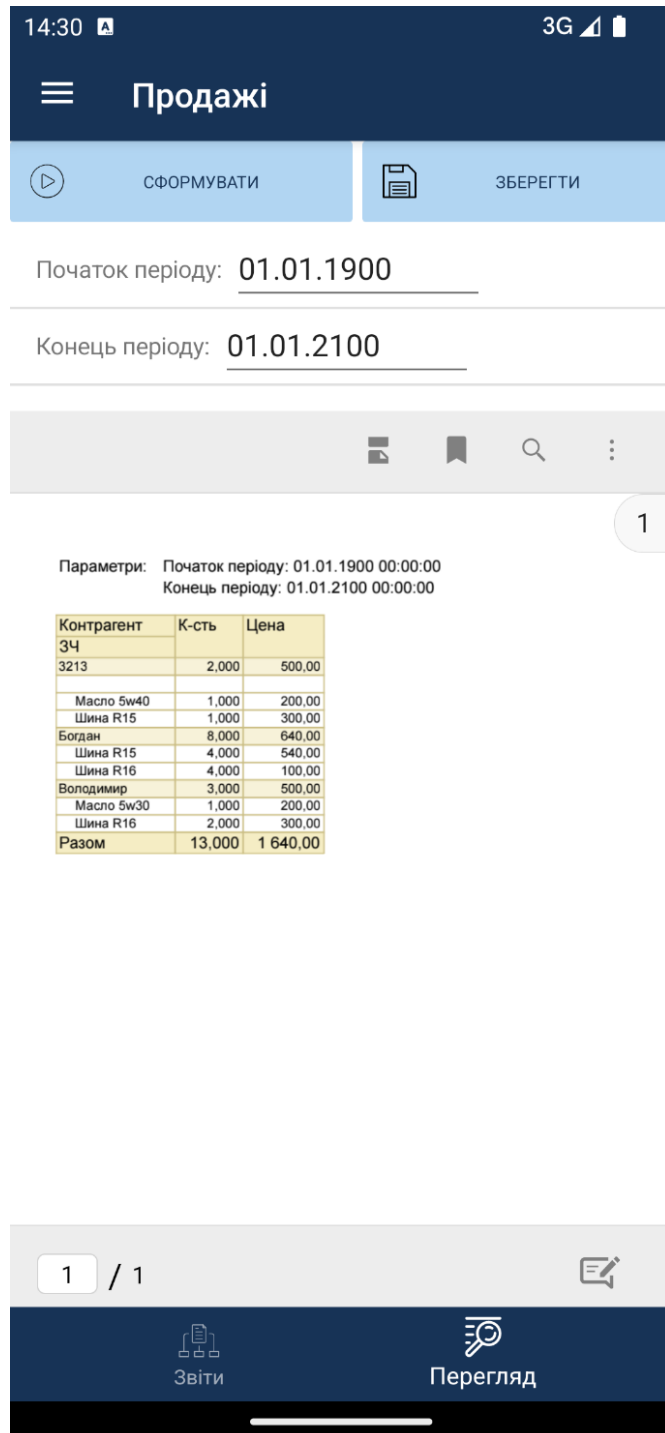 14:30 A 3G
Продажі
СФОРМУВАТИ ЗБЕРЕГТИ
Початок періоду: 01.01.1900
Конець періоду: 01.01.2100
1
Параметри: Початок періоду: 01.01.1900 00:00:00
Конець періоду: 01.01.2100 00:00:00
Контрагент К-сть Цена
ЗЧ
3213 2,000 500,00
Масло 5w40 1,000 200,00
Шина R15 1,000 300,00
Богдан 8,000 640,00
Шина R15 4,000 540,00
Шина R16 4,000 100,00
Володимир 3,000 500,00
Масло 5w30 1,000 200,00
Шина R16 2,000 300,00
Разом 13,000 1 640,00
1 / 1
Звіти Перегляд